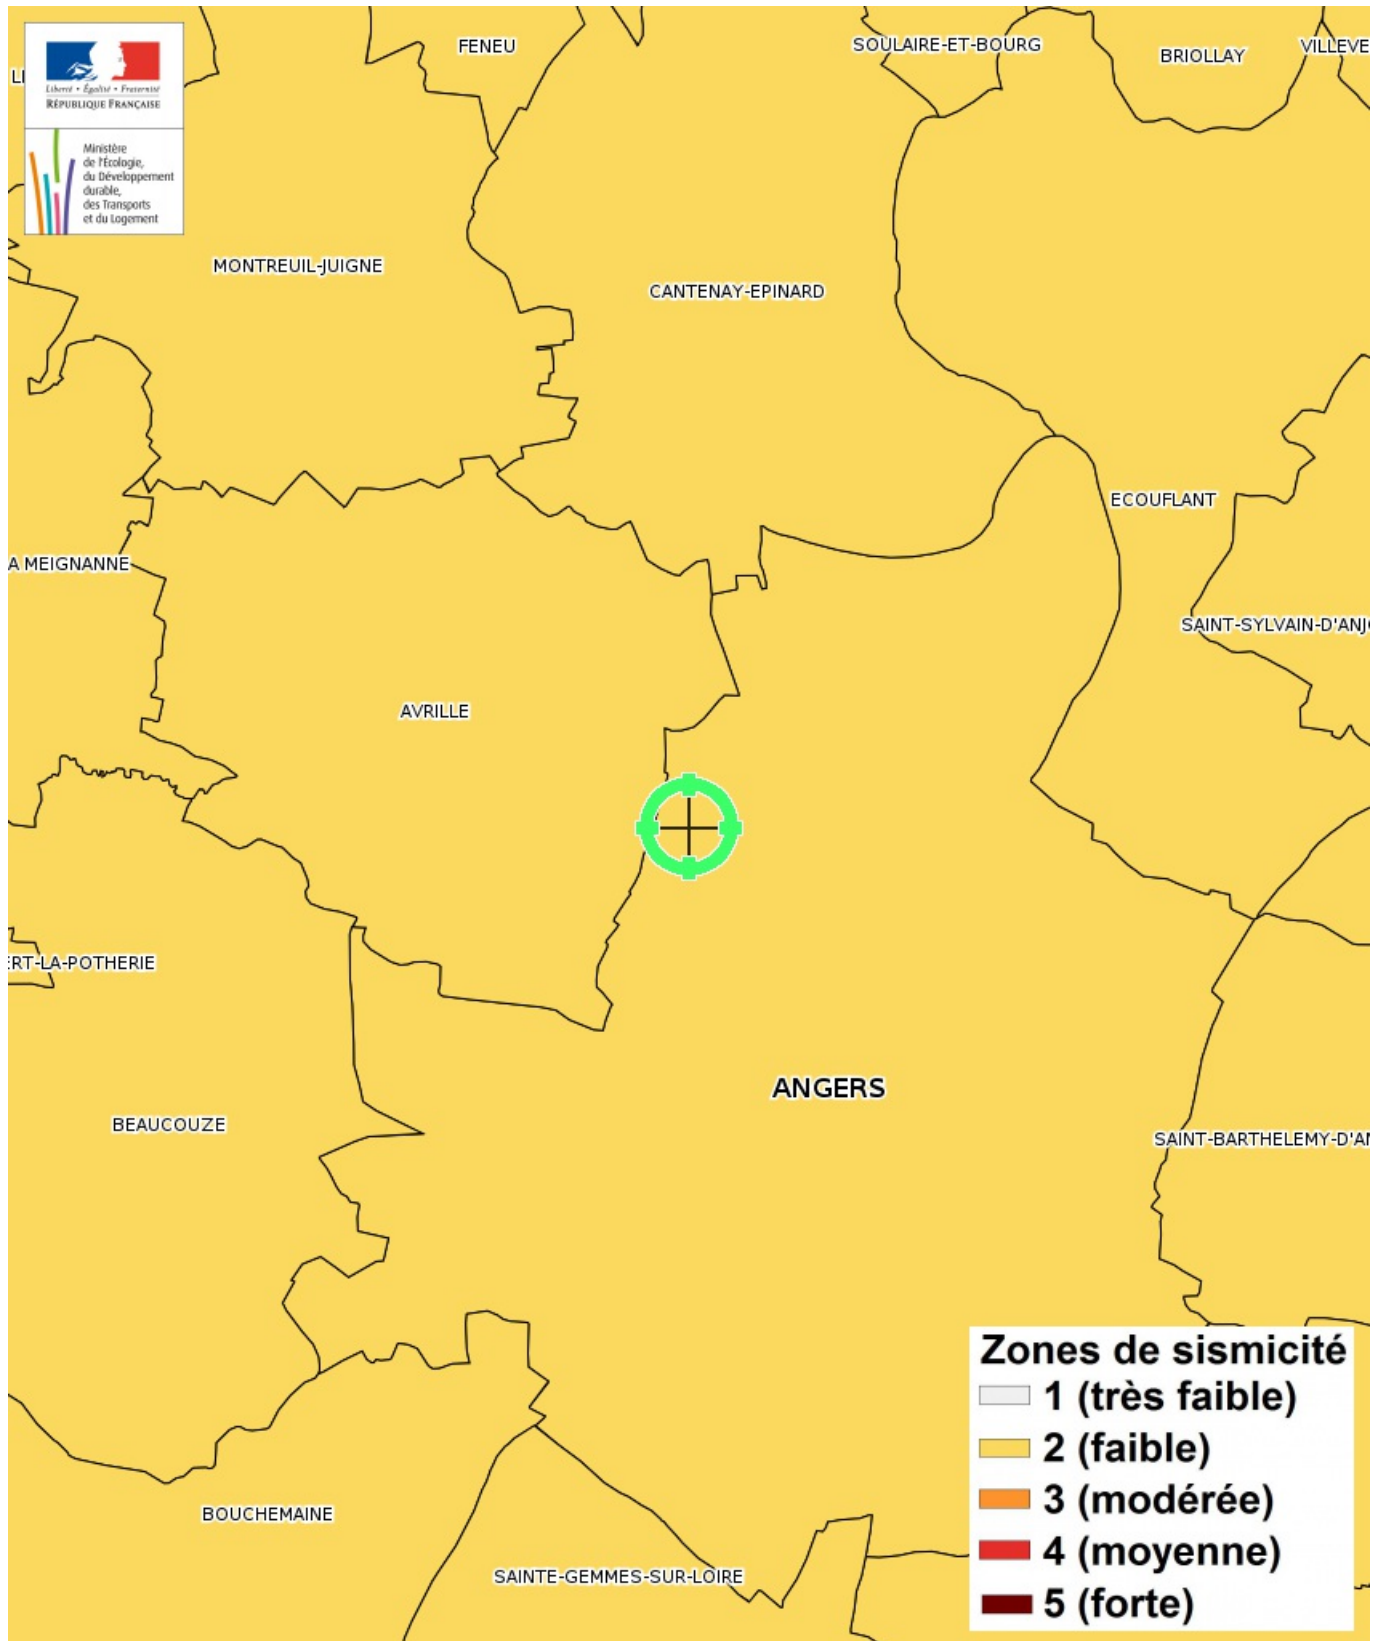 FENEU
SOULAIRE-ET-BOURG
BRIOLLAY
VILLEVE
LI
Liberté • Égalité • Fraternité
RÉPUBLIQUE FRANÇAISE
Ministère
de l'Écologie,
du Développement
durable,
des Transports
et du Logement
MONTREUIL-JUIGNE
CANTENAY-EPINARD
ECOUFLANT
A MEIGNANNE
SAINT-SYLVAIN-D'ANJ
AVRILLE
ERT-LA-POTHERIE
ANGERS
BEAUCOUZE
SAINT-BARTHELEMY-D'AN
Zones de sismicité
1 (très faible)
2 (faible)
3 (modérée)
4 (moyenne)
5 (forte)
BOUCHEMAINE
SAINTE-GEMMES-SUR-LOIRE